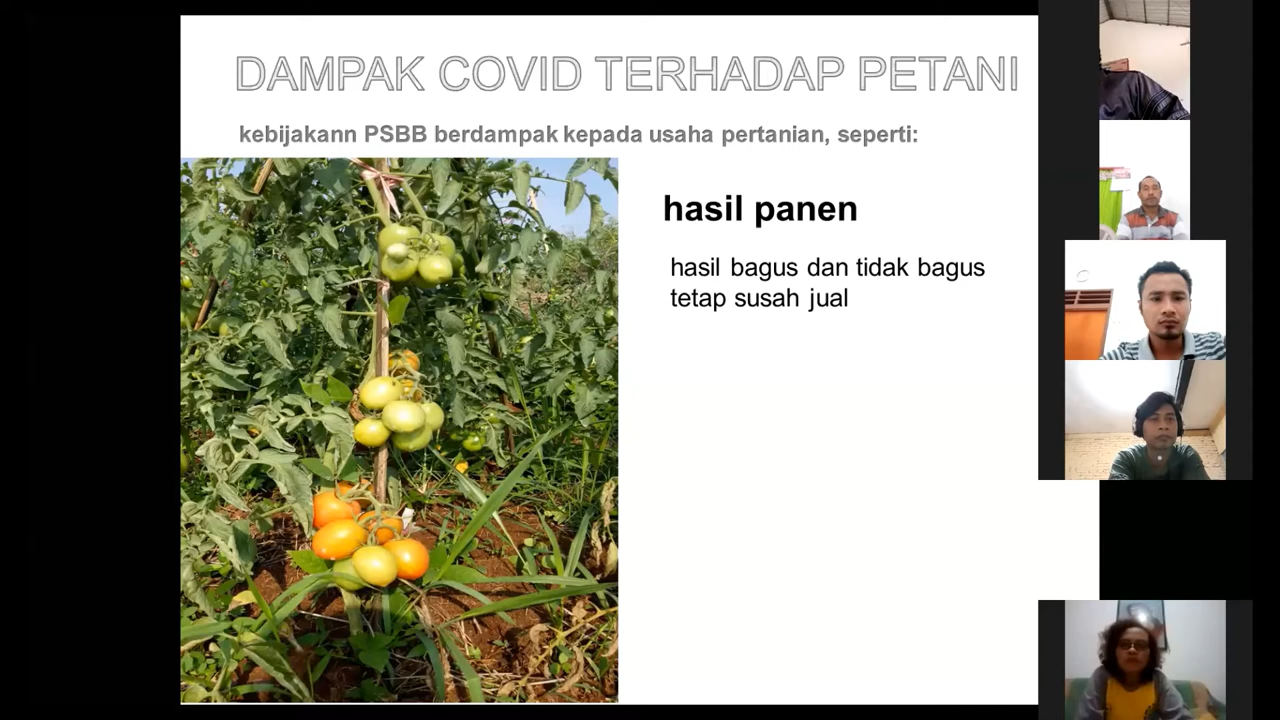 DAMPAK COVID TERHADAP PETANI
kebijakann PSBB berdampak kepada usaha pertanian, seperti:
hasil panen
hasil bagus dan tidak bagus
tetap susah jual